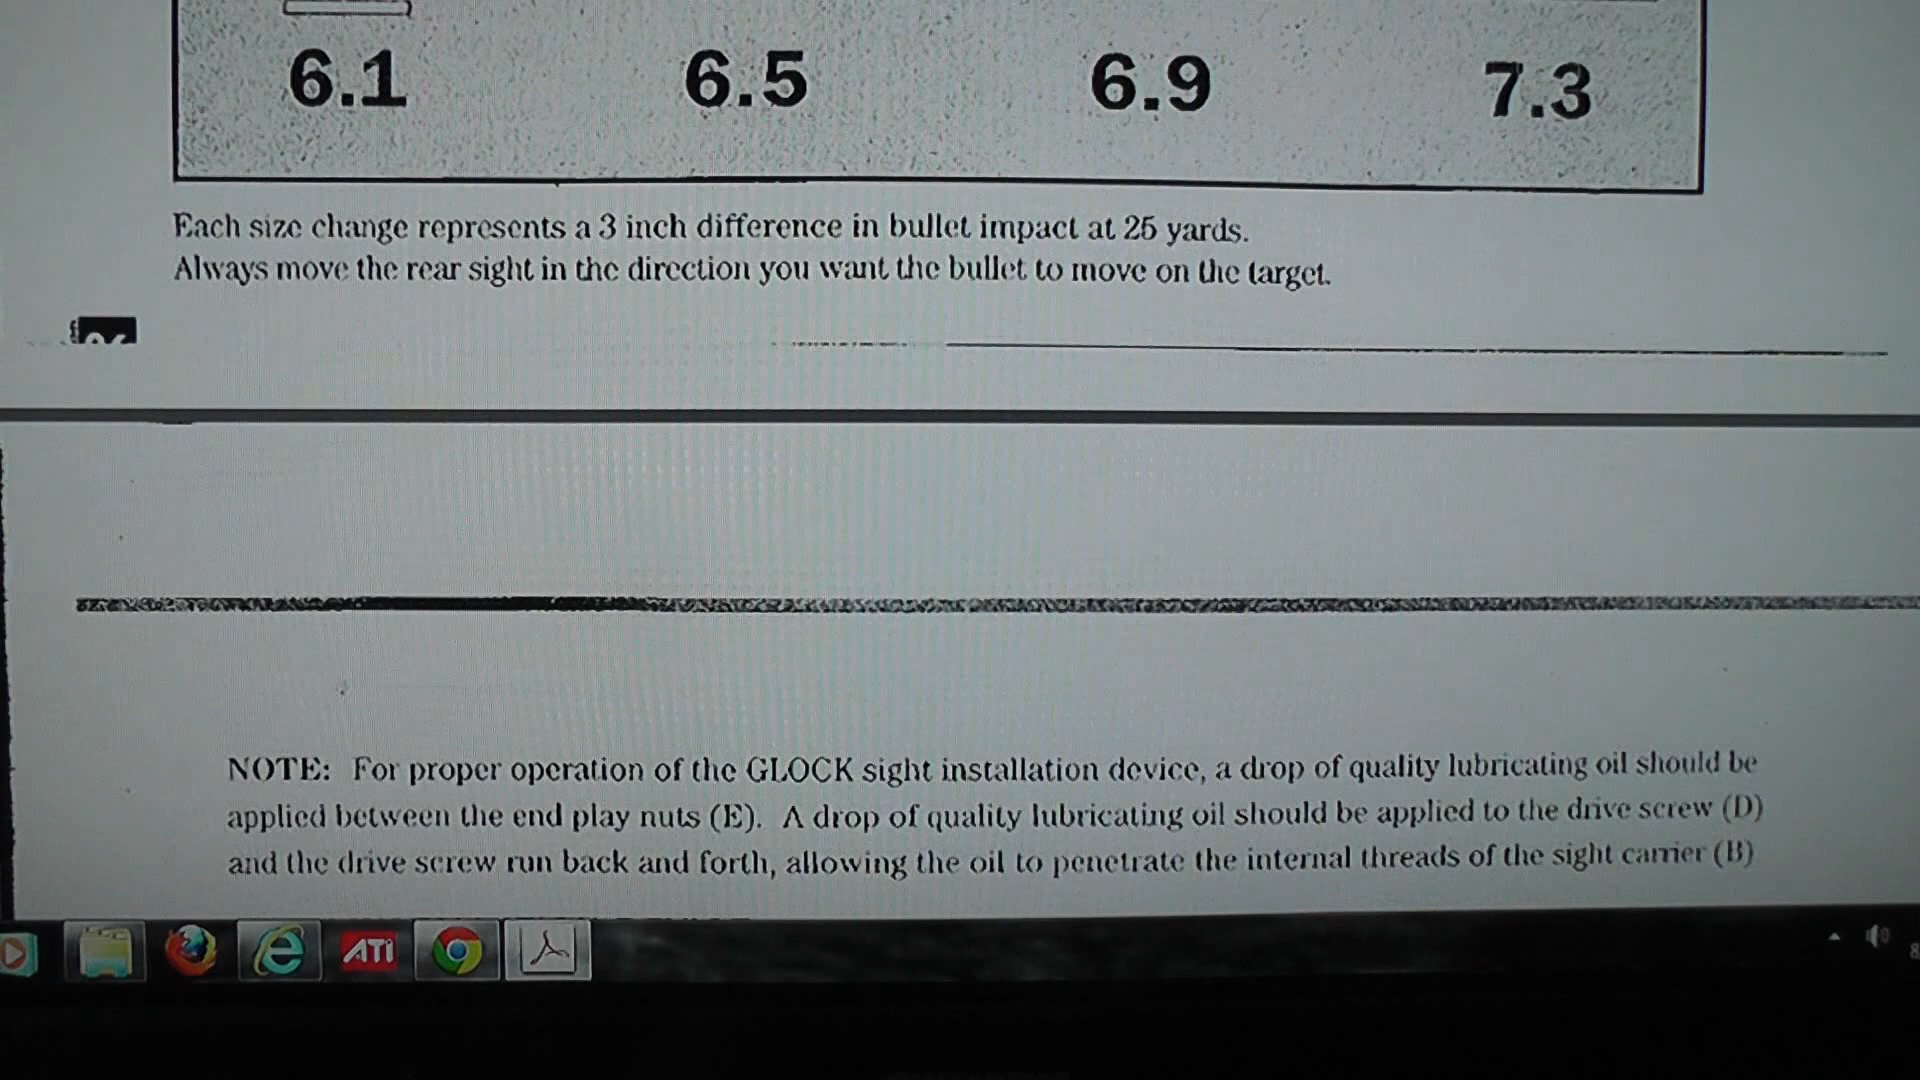 6.1 6.5 6.9 7.3
Each size change represents a 3 inch difference in bullet impact at 25 yards.
Always move the rear sight in the direction you want the bullet to move on the target.
NOTE: For proper operation of the GLOCK sight installation device, a drop of quality lubricating oil should be
applied between the end play nuts (E). A drop of quality lubricating oil should be applied to the drive screw (D)
and the drive screw run back and forth, allowing the oil to penetrate the internal threads of the sight carrier (B)
ATI